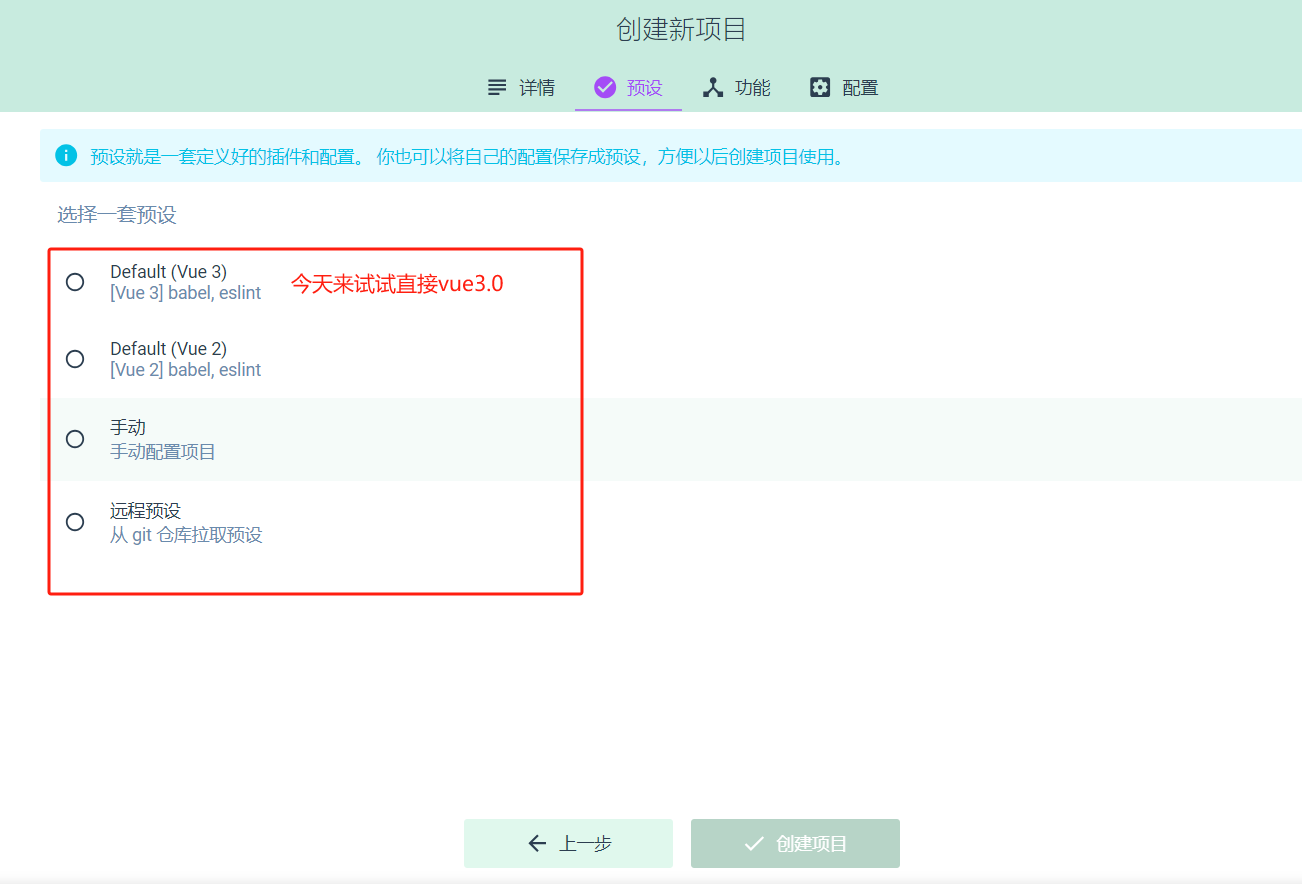 创建新项目
详情 预设 功能 配置
预设就是一套定义好的插件和配置。 你也可以将自己的配置保存成预设，方便以后创建项目使用。
选择一套预设
Default (Vue 3)
[Vue 3] babel, eslint
今天来试试直接vue3.0
Default (Vue 2)
[Vue 2] babel, eslint
手动
手动配置项目
远程预设
从 git 仓库拉取预设
上一步 创建项目